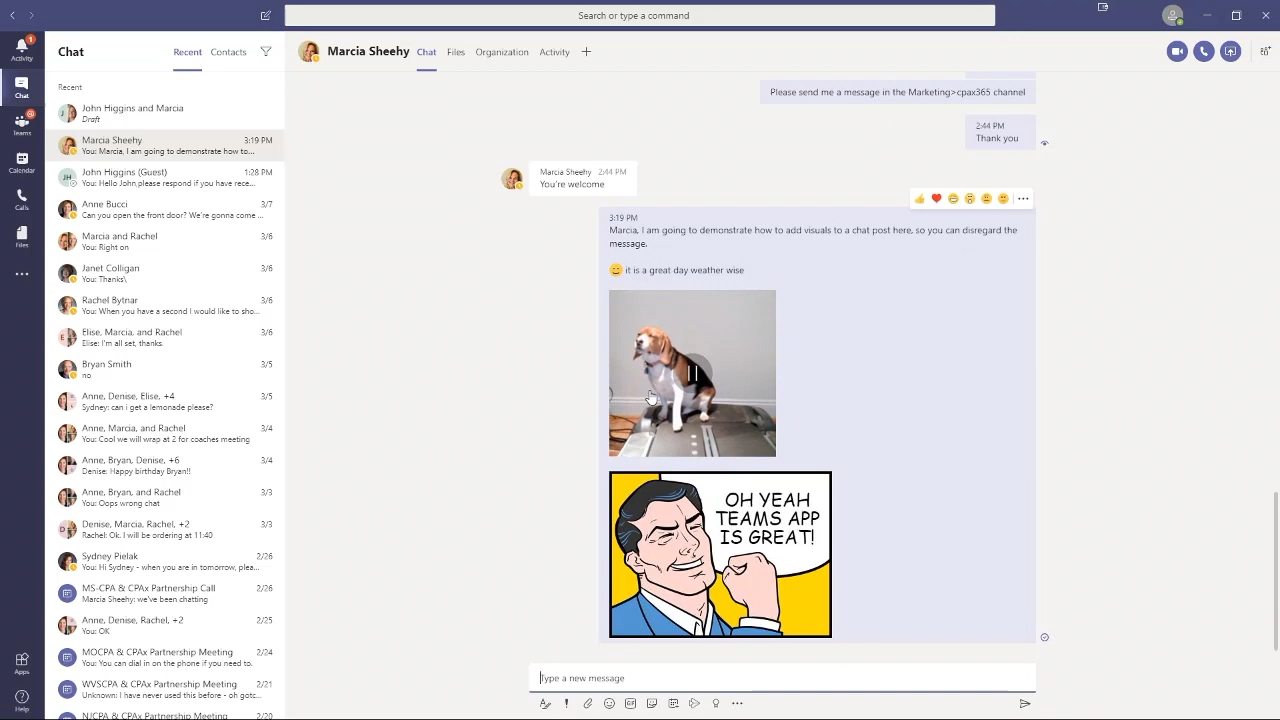 Search or type a command
1
Activity
Chat
Teams
Calendar
Calls
Files
Apps
Help
Chat
Recent
Contacts
Recent
John Higgins and Marcia
Draft
Marcia Sheehy 3:19 PM
You: Marcia, I am going to demonstrate how to...
JH
John Higgins (Guest) 1:28 PM
You: Hello John,please respond if you have rece...
Anne Bucci 3/7
Can you open the front door? We're gonna come ...
Marcia and Rachel 3/6
You: Right on
Janet Colligan 3/6
You: Thanks\
Rachel Bytnar 3/6
You: When you have a second I would like to sho...
Elise, Marcia, and Rachel 3/6
Elise: I'm all set, thanks.
Bryan Smith 3/5
no
Anne, Denise, Elise, +4 3/5
Sydney: can i get a lemonade please?
Anne, Marcia, and Rachel 3/4
You: Cool we will wrap at 2 for coaches meeting
Anne, Bryan, Denise, +6 3/4
Denise: Happy birthday Bryan!!
Anne, Bryan, and Rachel 3/3
You: Oops wrong chat
Denise, Marcia, Rachel, +2 3/3
Rachel: Ok. I will be ordering at 11:40
Sydney Pielak 2/26
You: Hi Sydney - when you are in tomorrow, plea...
MS-CPA & CPAx Partnership Call 2/26
Marcia Sheehy: we've been chatting
Anne, Denise, Rachel, +2 2/25
You: OK
MOCPA & CPAx Partnership Meeting 2/24
You: You can dial in on the phone if you need to.
WVSCPA & CPAx Partnership Meeting 2/21
Unknown: I have never used this before - oh gotc...
NJCPA & CPAx Partnership Meeting 2/20
Marcia Sheehy
Chat
Files
Organization
Activity
Please send me a message in the Marketing>cpax365 channel
2:44 PM
Thank you
Marcia Sheehy 2:44 PM
You're welcome
3:19 PM
Marcia, I am going to demonstrate how to add visuals to a chat post here, so you can disregard the
message.
it is a great day weather wise
OH YEAH
TEAMS APP
IS GREAT!
Type a new message
GIF